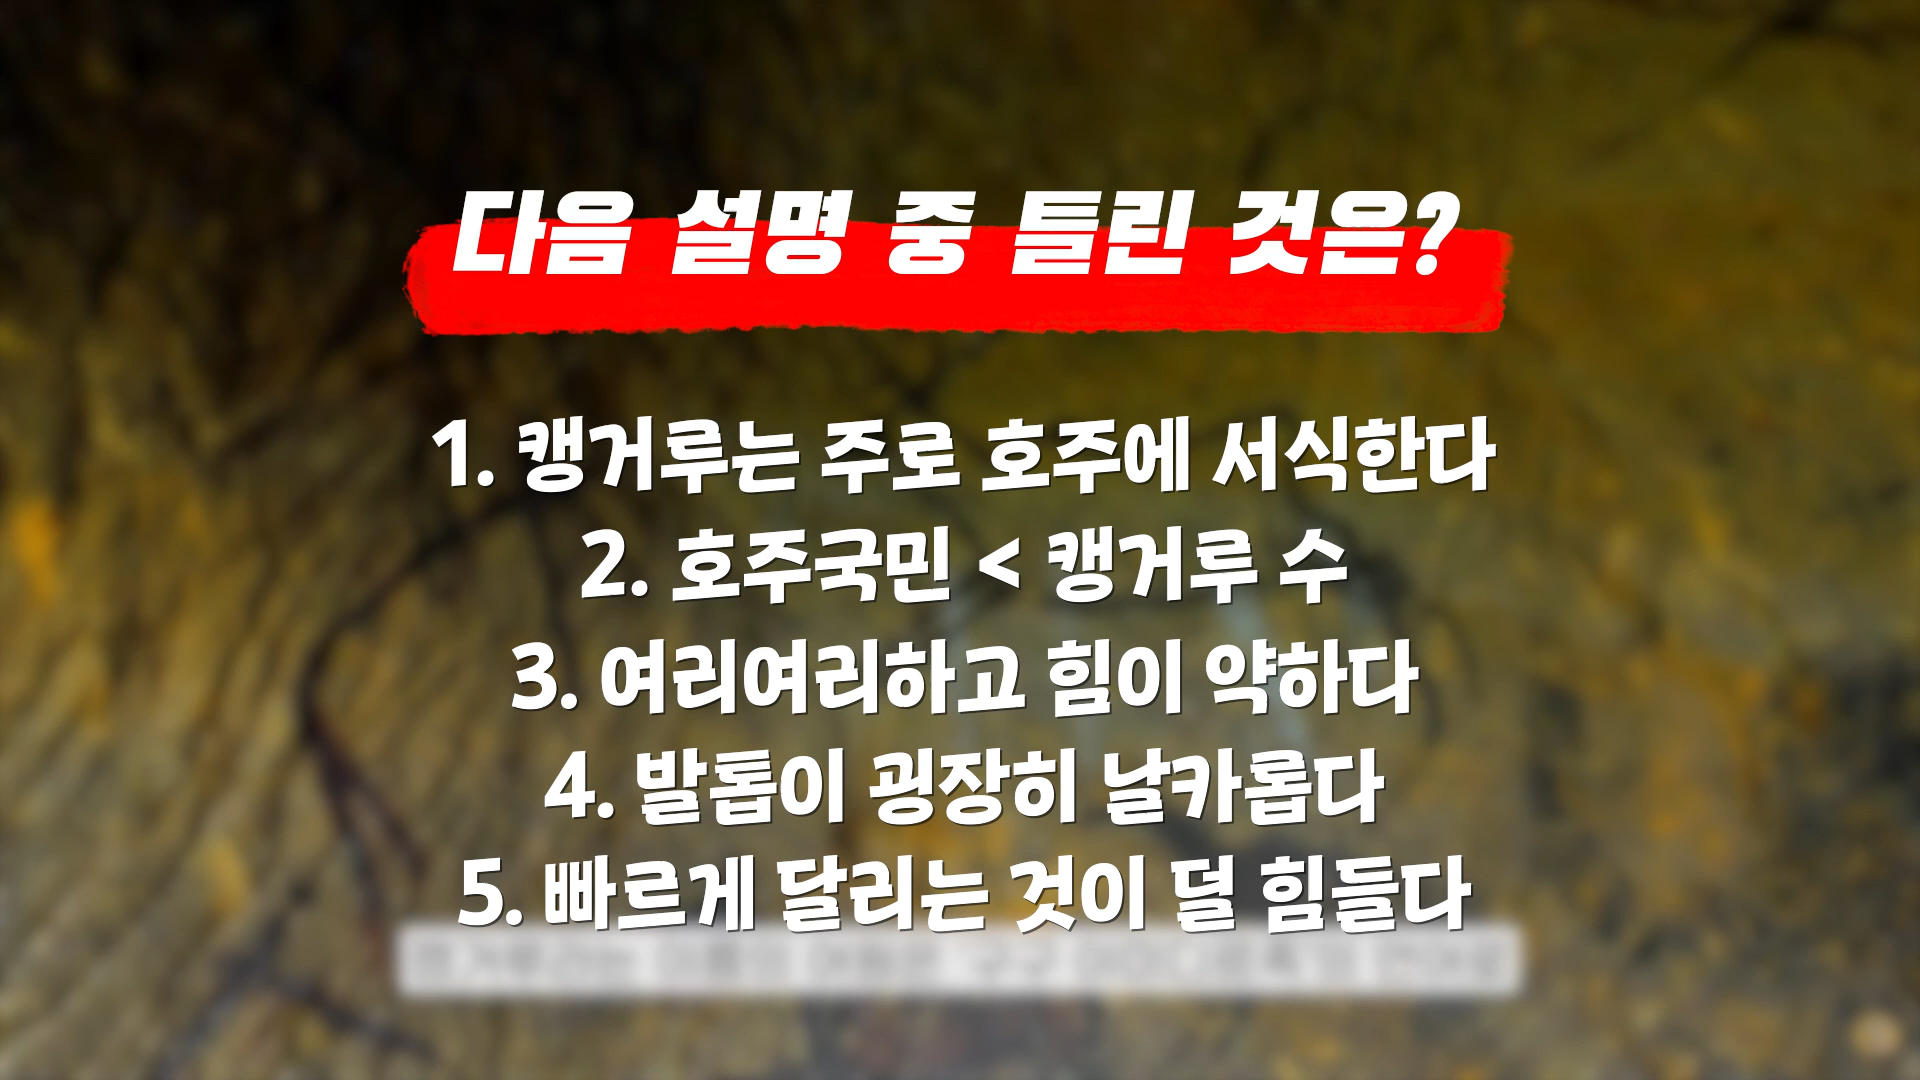 다음 설명 중 틀린 것은?
1. 캥거루는 주로 호주에 서식한다
2. 호주국민 < 캥거루 수
3. 여리여리하고 힘이 약하다
4. 발톱이 굉장히 날카롭다
5. 빠르게 달리는 것이 덜 힘들다